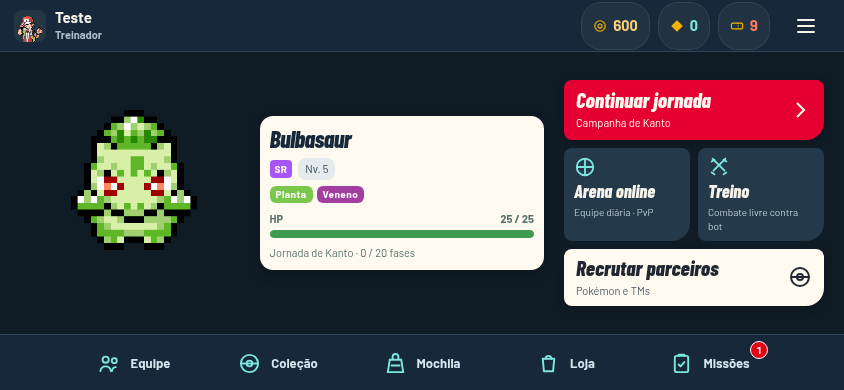 Teste
Treinador
600
0
9
Bulbasaur
SR Nv. 5
Planta Veneno
HP 25 / 25
Jornada de Kanto · 0 / 20 fases
Continuar jornada
Campanha de Kanto
Arena online
Equipe diária · PvP
Treino
Combate livre contra
bot
Recrutar parceiros
Pokémon e TMs
Equipe
Coleção
Mochila
Loja
Missões
1